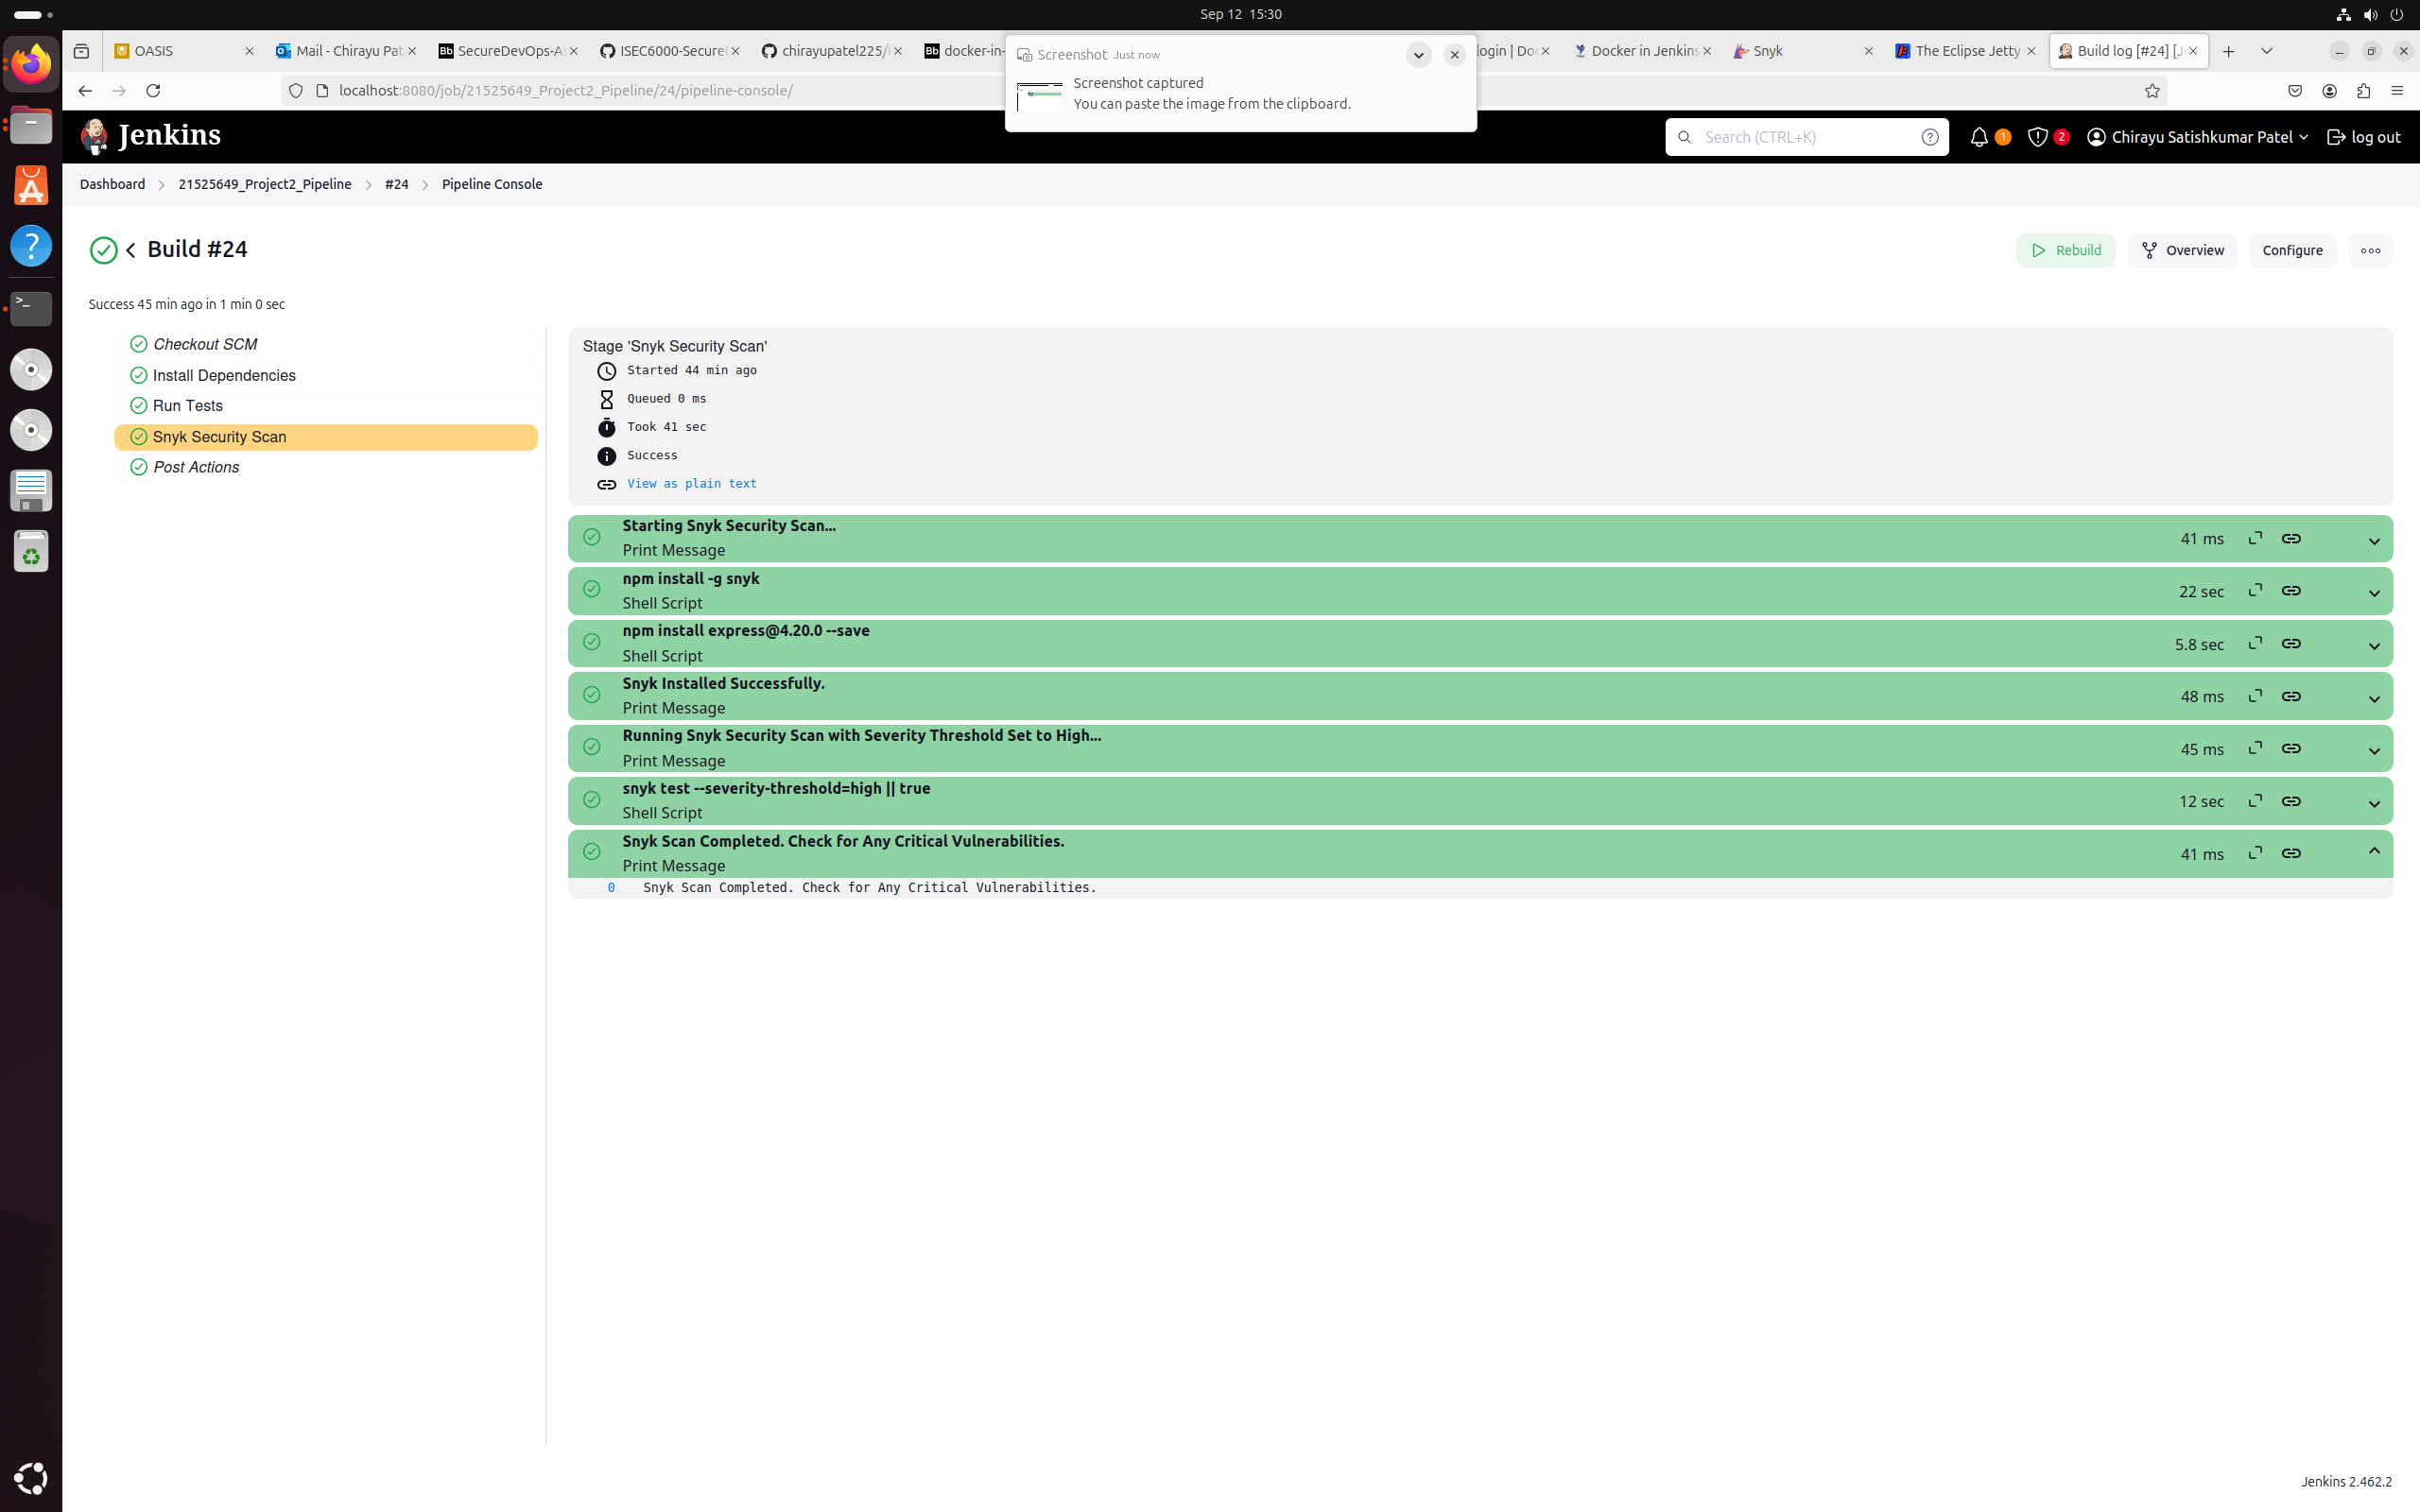 Sep 12 15:30
OASIS
Mail - Chirayu Pat
SecureDevOps-As
ISEC6000-Secure
chirayupatel225/
docker-in-
login | Do
Docker in Jenkins
Snyk
The Eclipse Jetty
Build log [#24] [J
Screenshot Just now
Screenshot captured
You can paste the image from the clipboard.
localhost:8080/job/21525649_Project2_Pipeline/24/pipeline-console/
Jenkins
Search (CTRL+K)
1
2
Chirayu Satishkumar Patel
log out
Dashboard > 21525649_Project2_Pipeline > #24 > Pipeline Console
Build #24
Rebuild
Overview
Configure
Success 45 min ago in 1 min 0 sec
Checkout SCM
Install Dependencies
Run Tests
Snyk Security Scan
Post Actions
Stage 'Snyk Security Scan'
Started 44 min ago
Queued 0 ms
Took 41 sec
Success
View as plain text
Starting Snyk Security Scan...
Print Message
41 ms
npm install -g snyk
Shell Script
22 sec
npm install express@4.20.0 --save
Shell Script
5.8 sec
Snyk Installed Successfully.
Print Message
48 ms
Running Snyk Security Scan with Severity Threshold Set to High...
Print Message
45 ms
snyk test --severity-threshold=high || true
Shell Script
12 sec
Snyk Scan Completed. Check for Any Critical Vulnerabilities.
Print Message
41 ms
0 Snyk Scan Completed. Check for Any Critical Vulnerabilities.
Jenkins 2.462.2